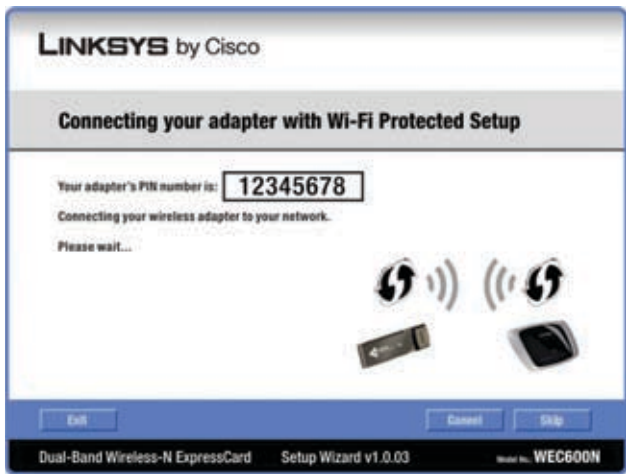 LINKSYS by Cisco
Connecting your adapter with Wi-Fi Protected Setup
Your adapter's PIN number is: 12345678
Connecting your wireless adapter to your network.
Please wait...
Exit Cancel Skip
Dual-Band Wireless-N ExpressCard Setup Wizard v1.0.03 Model No. WEC600N